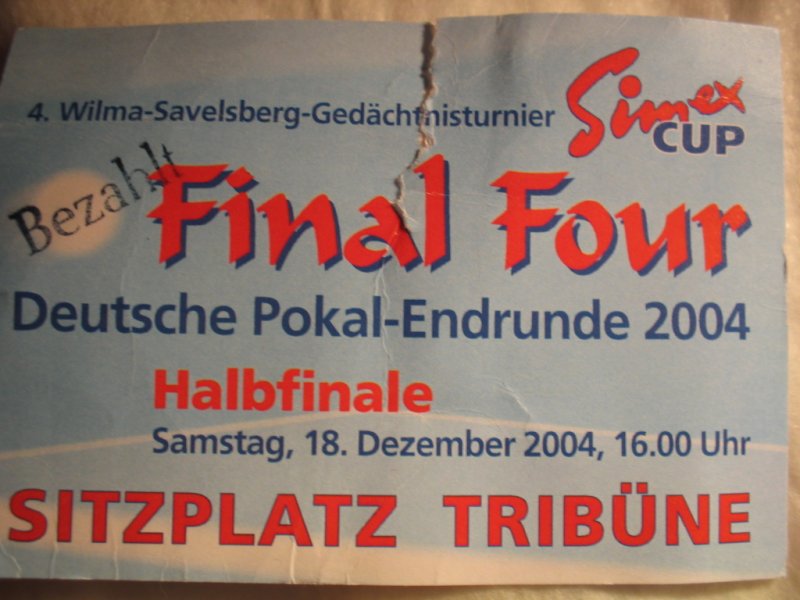 4. Wilma-Savelsberg-Gedächtnisturnier
Simex
CUP
Bezahlt
Final Four
Deutsche Pokal-Endrunde 2004
Halbfinale
Samstag, 18. Dezember 2004, 16.00 Uhr
SITZPLATZ TRIBÜNE